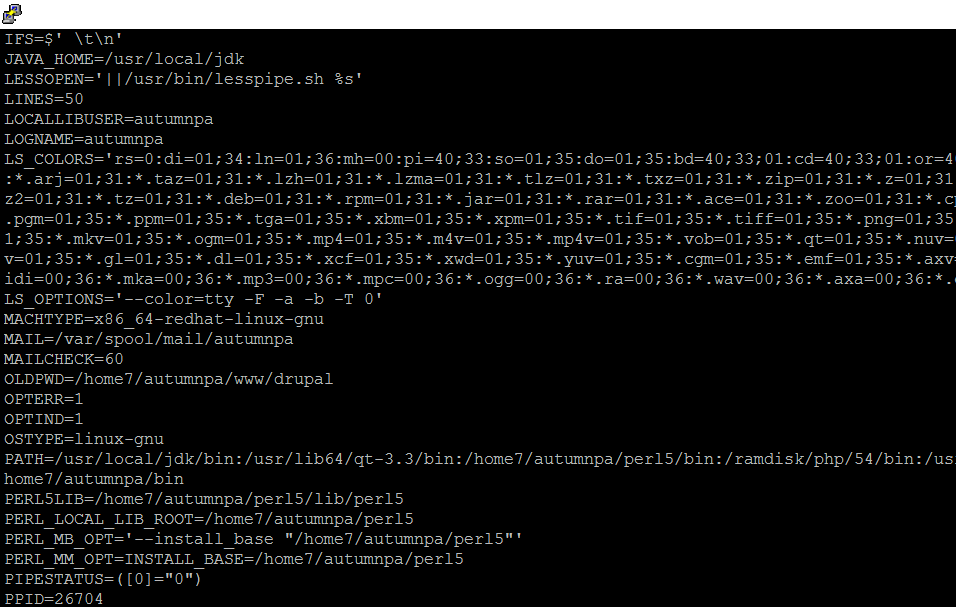 IFS=$' \t\n'
JAVA_HOME=/usr/local/jdk
LESSOPEN='||/usr/bin/lesspipe.sh %s'
LINES=50
LOCALLIBUSER=autumnpa
LOGNAME=autumnpa
LS_COLORS='rs=0:di=01;34:ln=01;36:mh=00:pi=40;33:so=01;35:do=01;35:bd=40;33;01:cd=40;33;01:or=4
:*.arj=01;31:*.taz=01;31:*.lzh=01;31:*.lzma=01;31:*.tlz=01;31:*.txz=01;31:*.zip=01;31:*.z=01;31
z2=01;31:*.tz=01;31:*.deb=01;31:*.rpm=01;31:*.jar=01;31:*.rar=01;31:*.ace=01;31:*.zoo=01;31:*.cp
.pgm=01;35:*.ppm=01;35:*.tga=01;35:*.xbm=01;35:*.xpm=01;35:*.tif=01;35:*.tiff=01;35:*.png=01;35
1;35:*.mkv=01;35:*.ogm=01;35:*.mp4=01;35:*.m4v=01;35:*.mp4v=01;35:*.vob=01;35:*.qt=01;35:*.nuv=
v=01;35:*.gl=01;35:*.dl=01;35:*.xcf=01;35:*.xwd=01;35:*.yuv=01;35:*.cgm=01;35:*.emf=01;35:*.axv=
idi=00;36:*.mka=00;36:*.mp3=00;36:*.mpc=00;36:*.ogg=00;36:*.ra=00;36:*.wav=00;36:*.axa=00;36:*.
LS_OPTIONS='--color=tty -F -a -b -T 0'
MACHTYPE=x86_64-redhat-linux-gnu
MAIL=/var/spool/mail/autumnpa
MAILCHECK=60
OLDPWD=/home7/autumnpa/www/drupal
OPTERR=1
OPTIND=1
OSTYPE=linux-gnu
PATH=/usr/local/jdk/bin:/usr/lib64/qt-3.3/bin:/home7/autumnpa/perl5/bin:/ramdisk/php/54/bin:/us
home7/autumnpa/bin
PERL5LIB=/home7/autumnpa/perl5/lib/perl5
PERL_LOCAL_LIB_ROOT=/home7/autumnpa/perl5
PERL_MB_OPT='--install_base "/home7/autumnpa/perl5"'
PERL_MM_OPT=INSTALL_BASE=/home7/autumnpa/perl5
PIPESTATUS=([0]="0")
PPID=26704